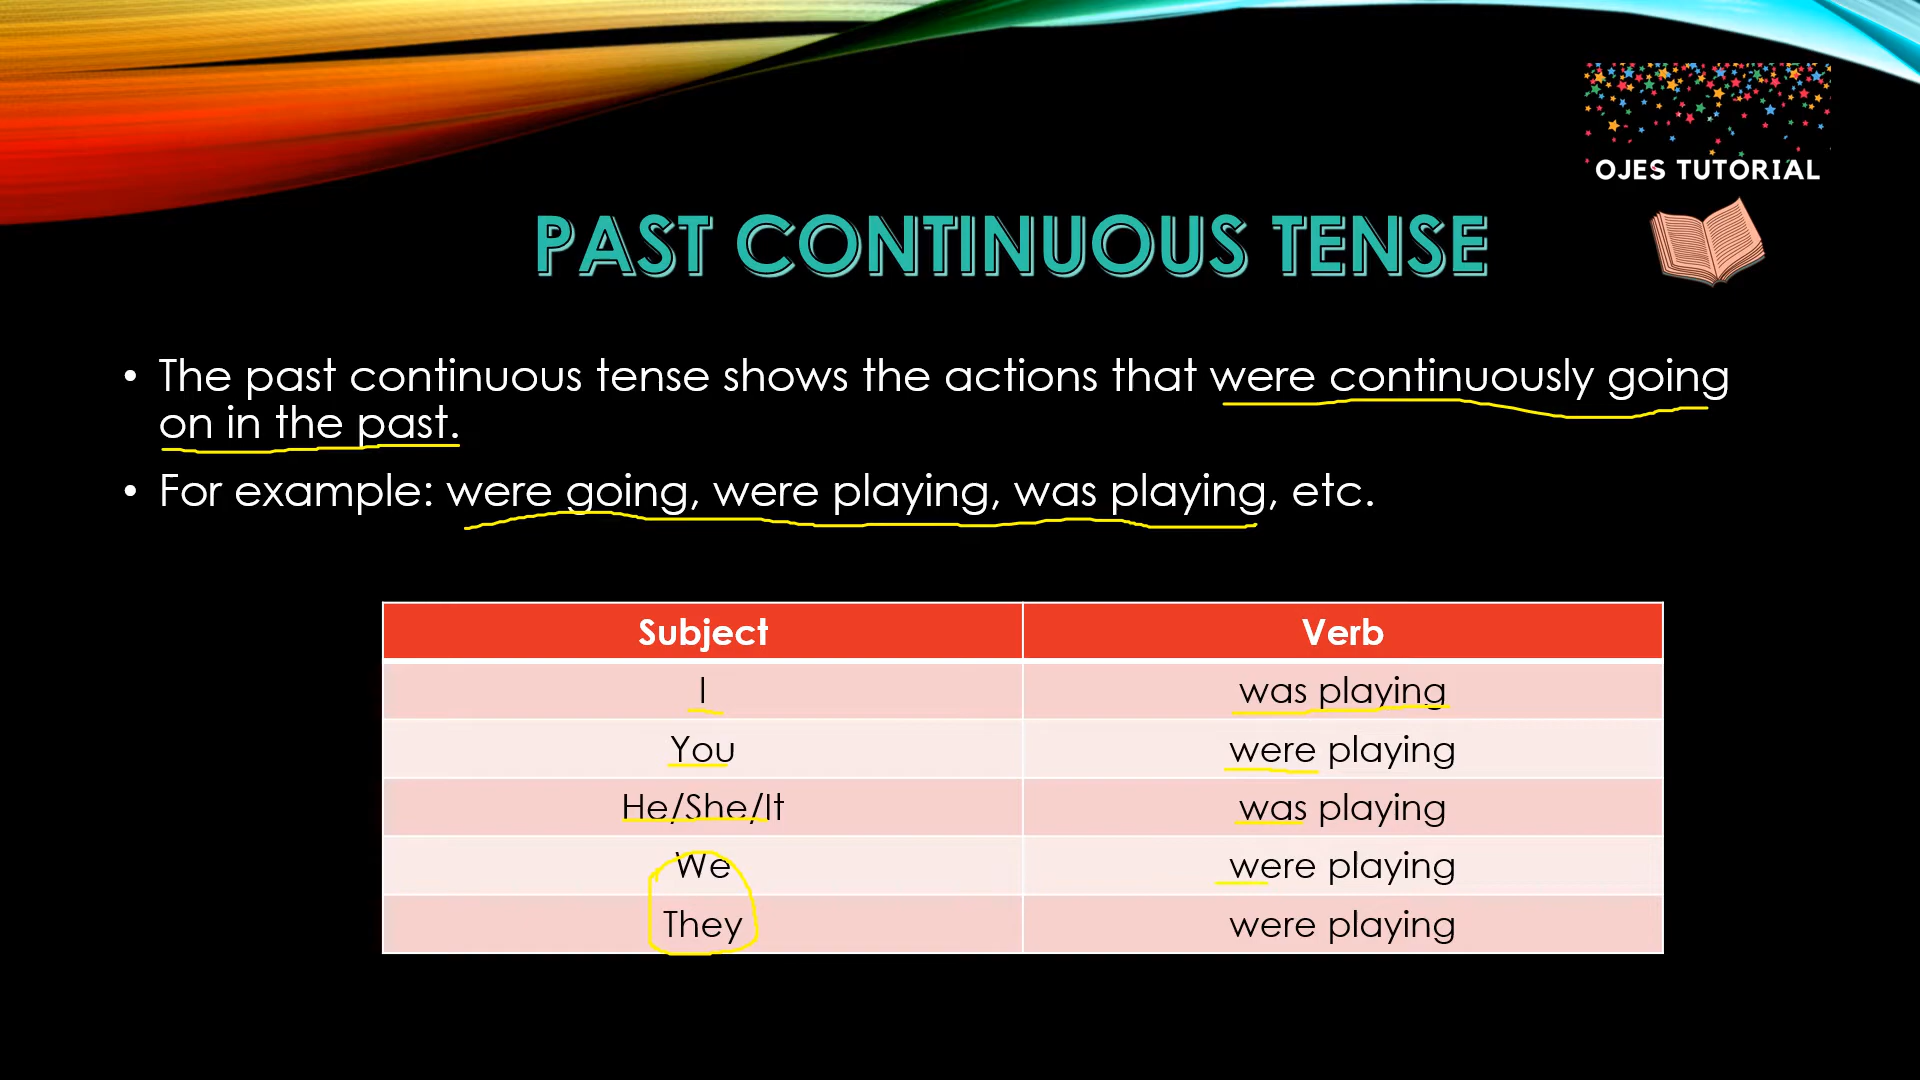 OJES TUTORIAL
PAST CONTINUOUS TENSE
• The past continuous tense shows the actions that were continuously going
on in the past.
• For example: were going, were playing, was playing, etc.
Subject Verb
I was playing
You were playing
He/She/It was playing
We were playing
They were playing